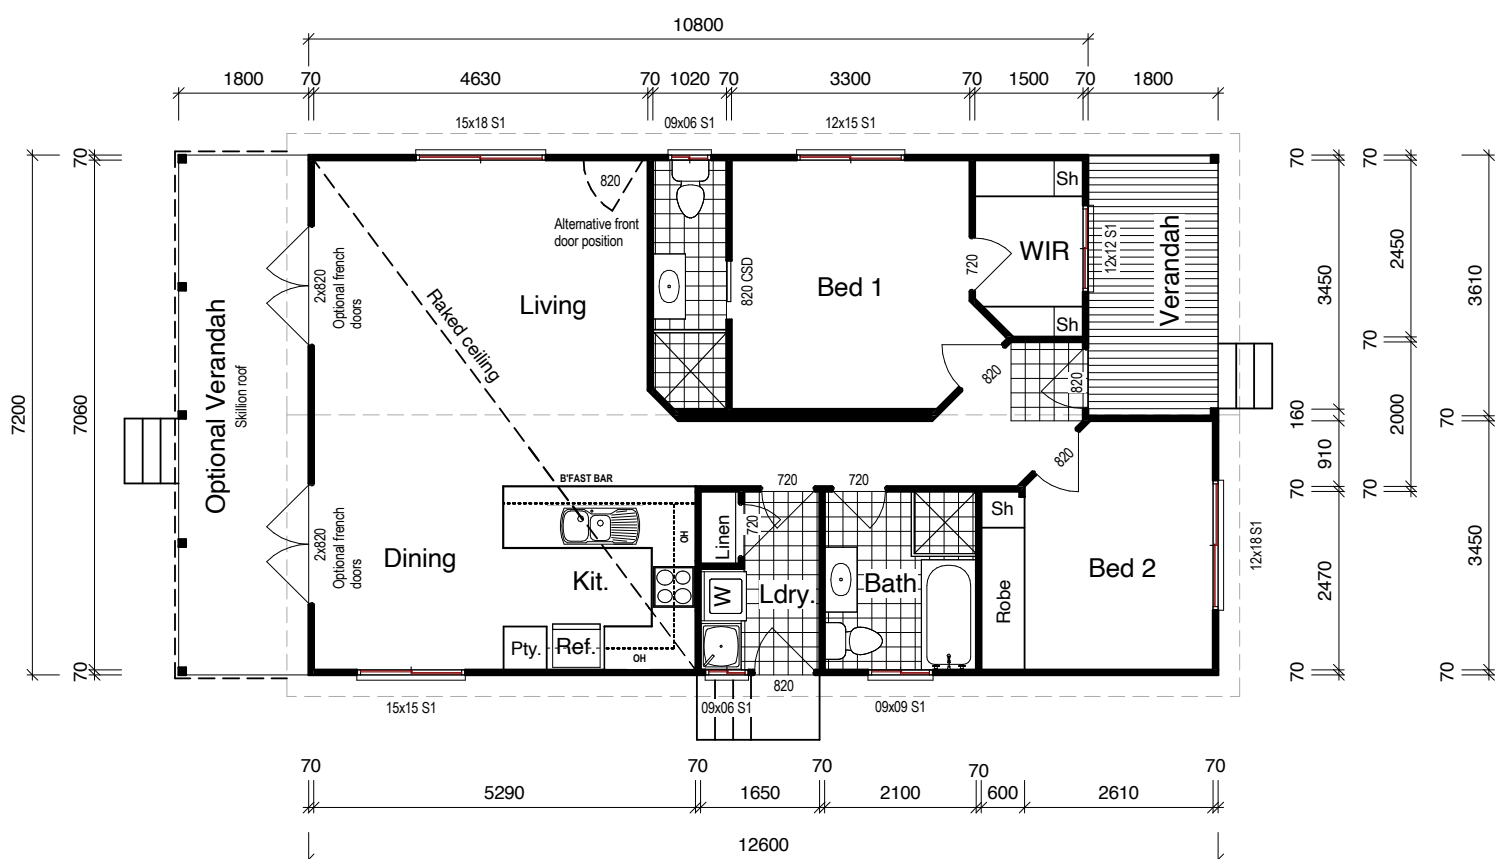 10800
1800 70 4630 70 1020 70 3300 70 1500 70 1800
15x18 S1 09x06 S1 12x15 S1
70 70 70 70
820
Alternative front
door position
Sh
WIR
720
12x12 S1
Verandah
2x820
Optional french
doors
Living
820 CSD
Bed 1
Raked ceiling
Sh
820
820
Optional Verandah
Skillion roof
7200 7060
3450 2450 3610
70
160 2000 70
910
820
B'FAST BAR
720 720
70 70
2x820
Optional french
doors
Dining
Kit.
OH
Linen
720
Sh
W
Ldry.
Bath
Robe
Bed 2
12x18 S1
2470 3450
Pty.
Ref.
OH
70 70 70 70
820
15x15 S1 09x06 S1 09x09 S1
70 70 70 70 70
5290 1650 2100 600 2610
12600